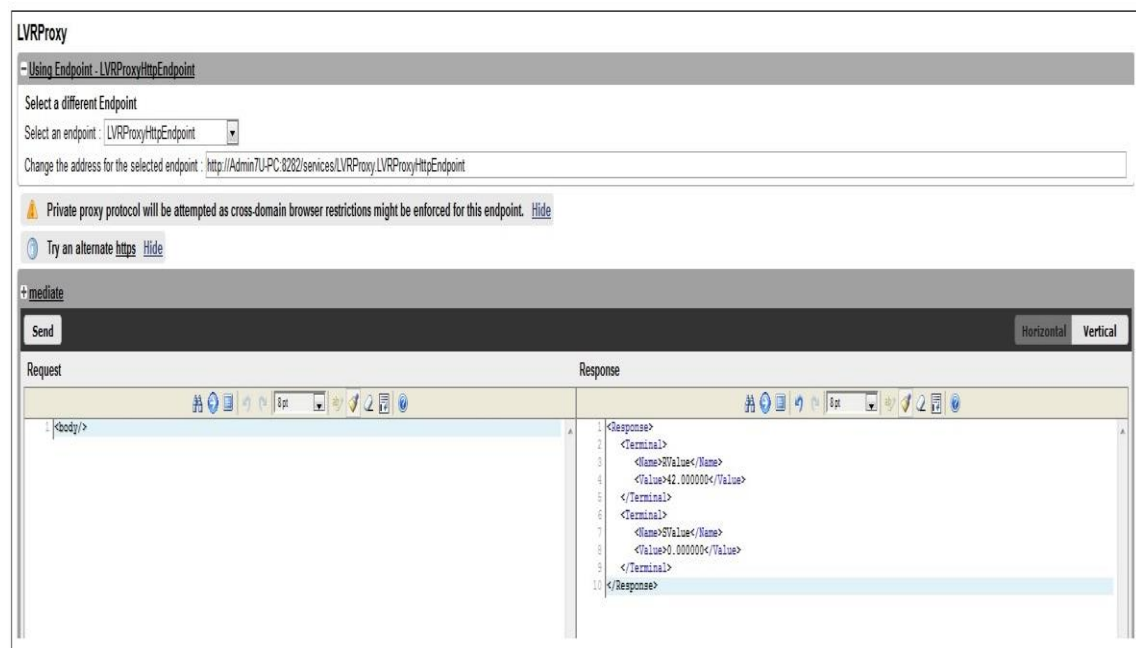 LVRProxy
Using Endpoint - LVRProxyHttpEndpoint
Select a different Endpoint
Select an endpoint : LVRProxyHttpEndpoint
Change the address for the selected endpoint : http://Admin7U-PC:8282/services/LVRProxy.LVRProxyHttpEndpoint
Private proxy protocol will be attempted as cross-domain browser restrictions might be enforced for this endpoint. Hide
Try an alternate https Hide
mediate
Send
Horizontal Vertical
Request
8 pt
1 <body/>
Response
8 pt
1 <Response>
2 <Terminal>
3 <Name>RValue</Name>
4 <Value>42.000000</Value>
5 </Terminal>
6 <Terminal>
7 <Name>SValue</Name>
8 <Value>0.000000</Value>
9 </Terminal>
10 </Response>